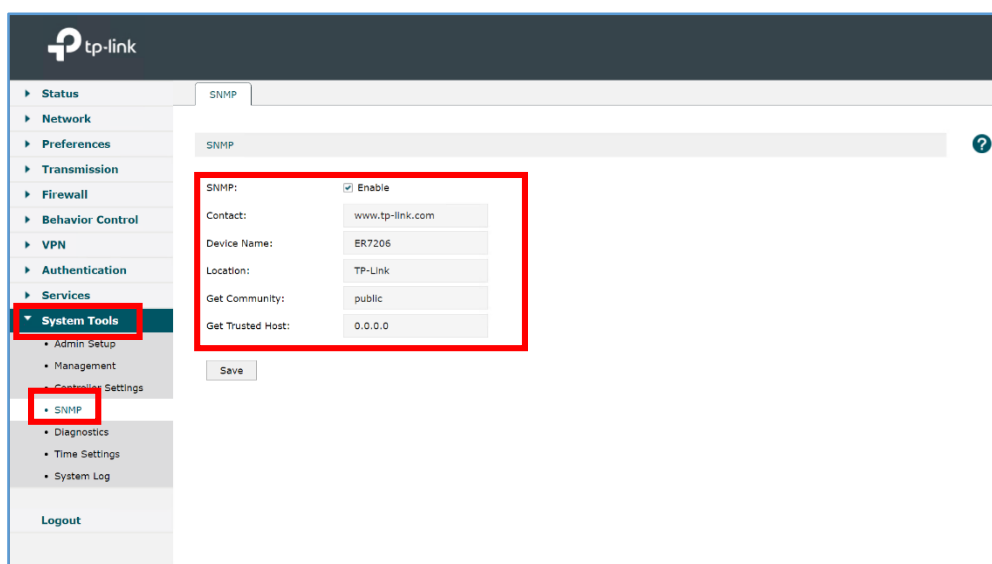 tp-link
Status
Network
Preferences
Transmission
Firewall
Behavior Control
VPN
Authentication
Services
System Tools
• Admin Setup
• Management
• Controller Settings
• SNMP
• Diagnostics
• Time Settings
• System Log
Logout
SNMP
SNMP
?
SNMP: Enable
Contact: www.tp-link.com
Device Name: ER7206
Location: TP-Link
Get Community: public
Get Trusted Host: 0.0.0.0
Save